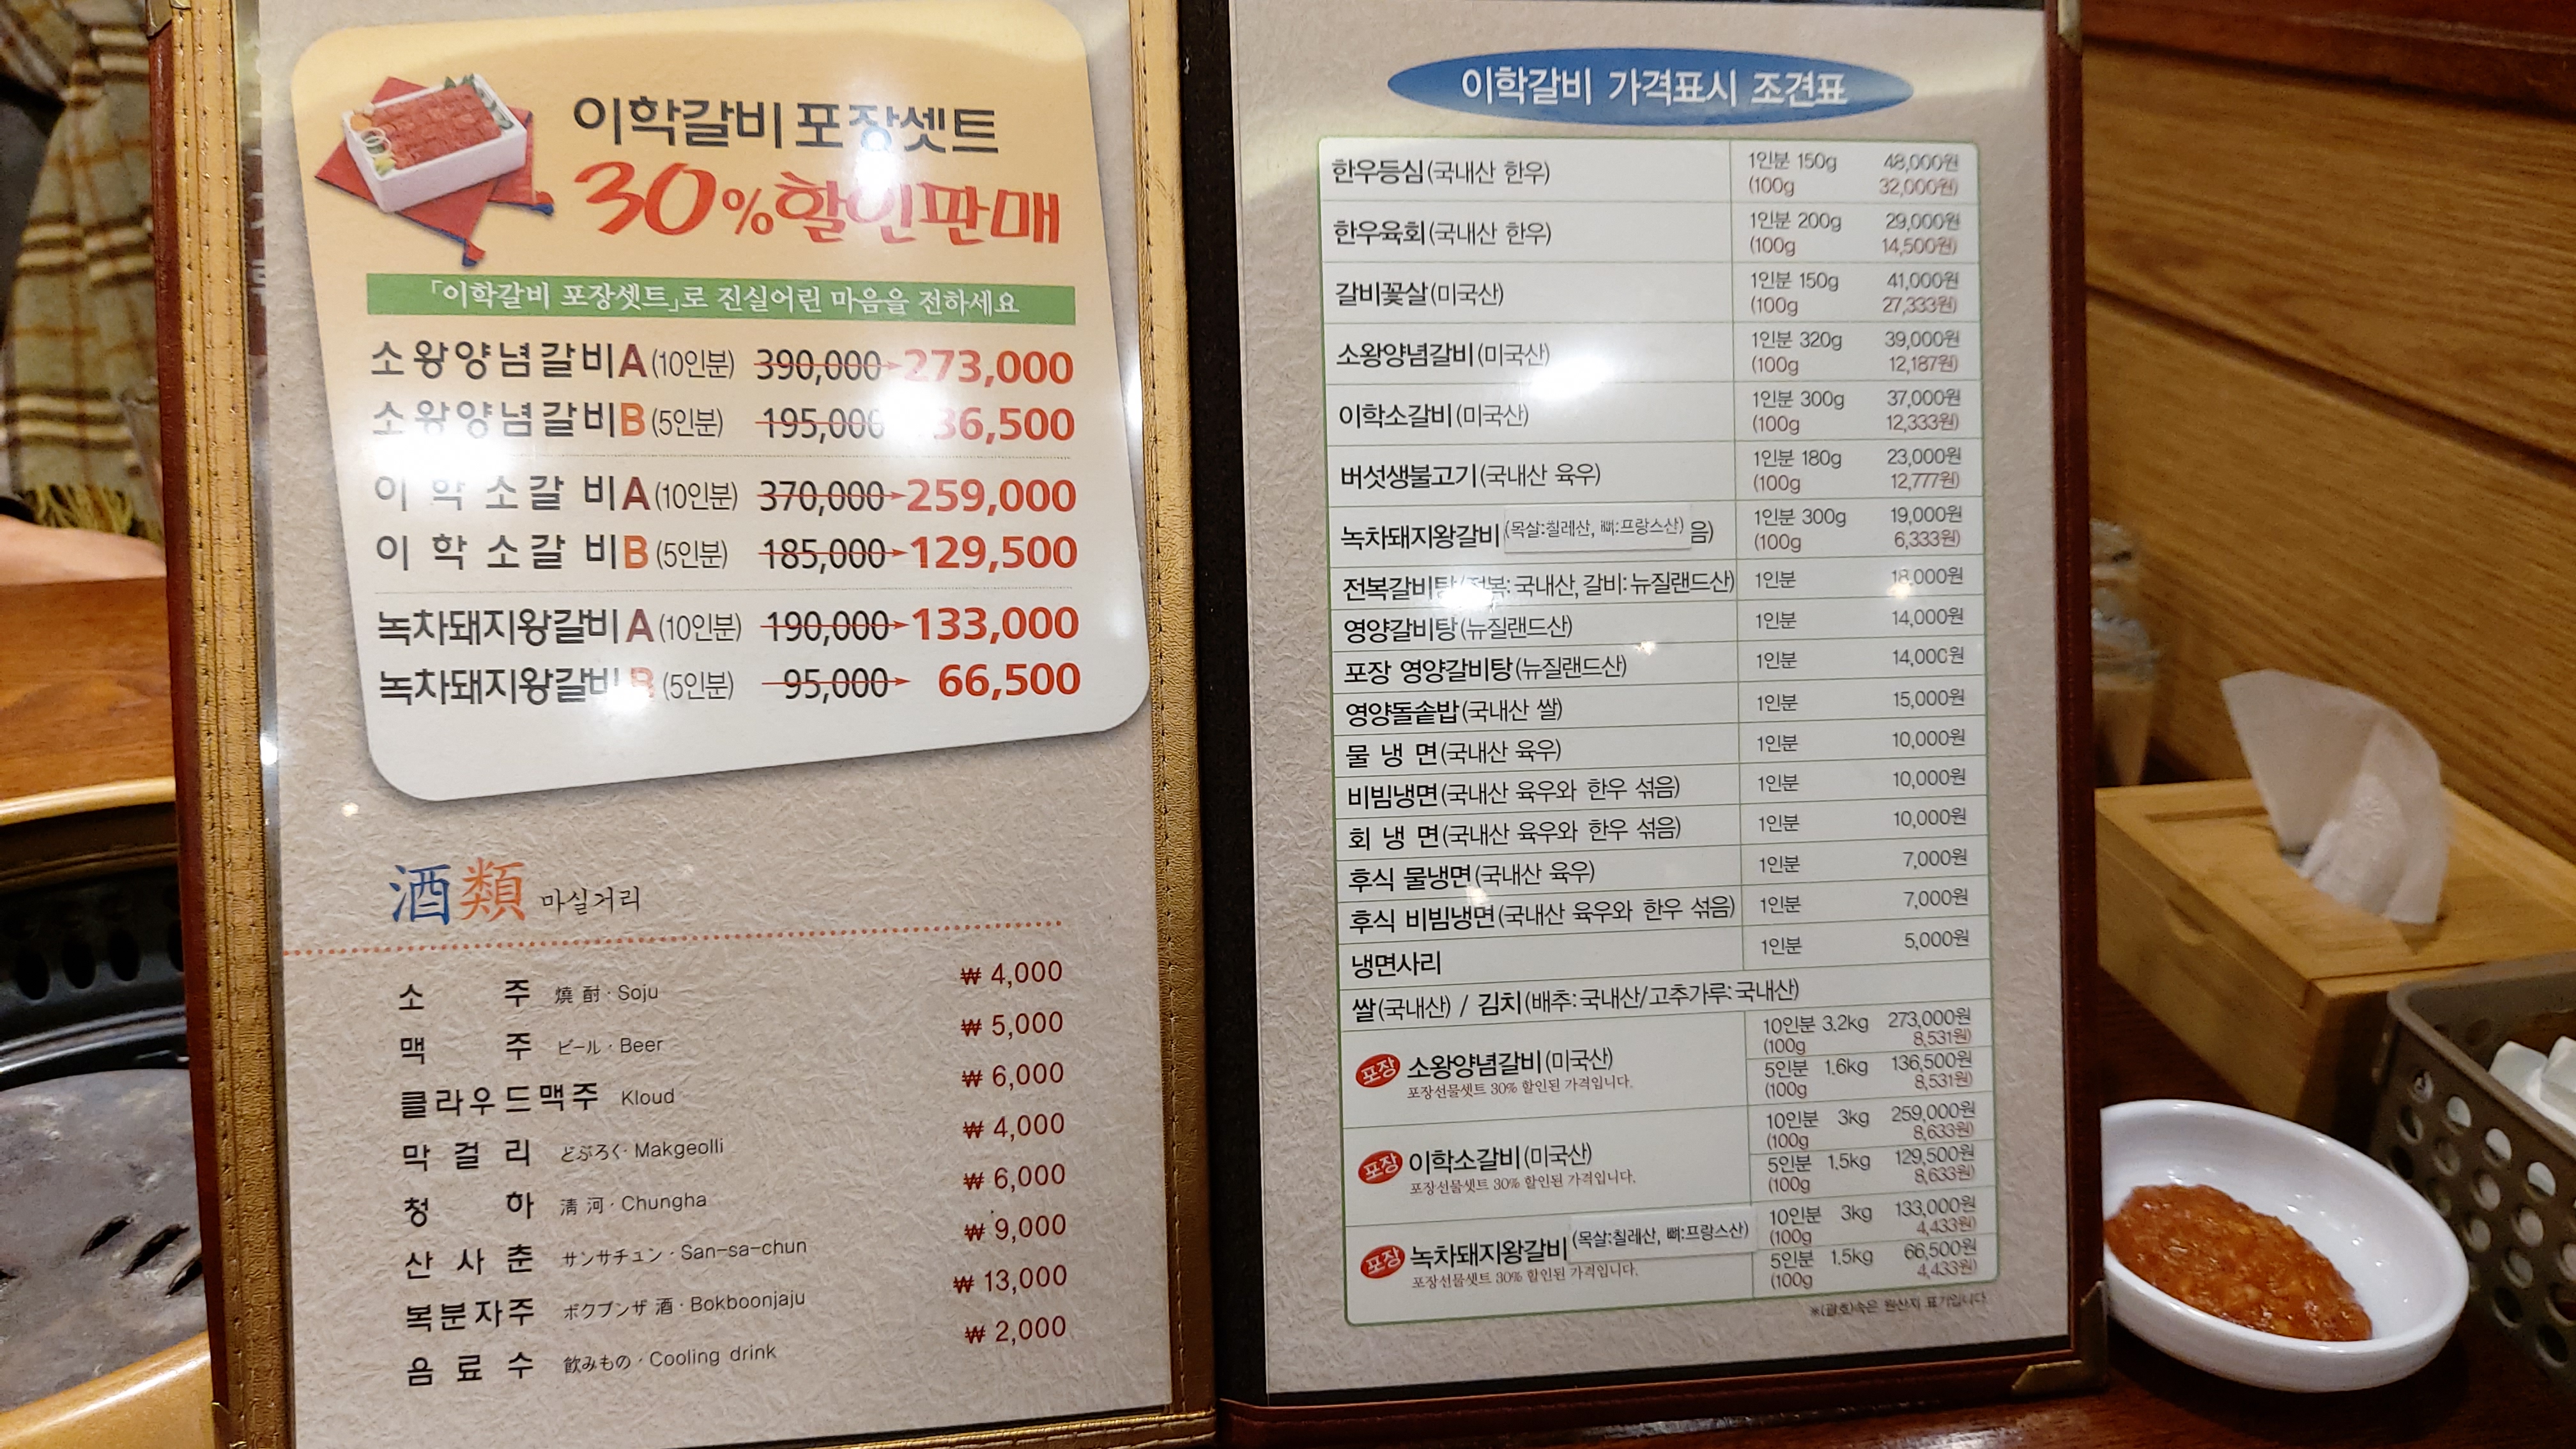 이학갈비 포장셋트
30%할인판매
「이학갈비 포장셋트」로 진실어린 마음을 전하세요
소왕양념갈비A(10인분) 390,000→273,000
소왕양념갈비B(5인분) 195,000 36,500
이학소갈비A(10인분) 370,000→259,000
이학소갈비B(5인분) 185,000→129,500
녹차돼지왕갈비A(10인분) 190,000→133,000
녹차돼지왕갈비B(5인분) 95,000→ 66,500
酒類 마실거리
소 주 燒酎·Soju ₩ 4,000
맥 주 ビール·Beer ₩ 5,000
클라우드맥주 Kloud ₩ 6,000
막걸리 どぶろく·Makgeolli ₩ 4,000
청 하 淸河·Chungha ₩ 6,000
산사춘 サンサチュン·San-sa-chun ₩ 9,000
복분자주 ボクブンザ酒·Bokboonjaju ₩ 13,000
음료수 飮みもの·Cooling drink ₩ 2,000
이학갈비 가격표시 조견표
한우등심(국내산 한우) 1인분 150g 48,000원
(100g 32,000원)
한우육회(국내산 한우) 1인분 200g 29,000원
(100g 14,500원)
갈비꽃살(미국산) 1인분 150g 41,000원
(100g 27,333원)
소왕양념갈비(미국산) 1인분 320g 39,000원
(100g 12,187원)
이학소갈비(미국산) 1인분 300g 37,000원
(100g 12,333원)
버섯생불고기(국내산 육우) 1인분 180g 23,000원
(100g 12,777원)
녹차돼지왕갈비(목살:칠레산, 뼈:프랑스산) 음) 1인분 300g 19,000원
(100g 6,333원)
전복갈비탕(전복: 국내산, 갈비: 뉴질랜드산) 1인분 18,000원
영양갈비탕(뉴질랜드산) 1인분 14,000원
포장 영양갈비탕(뉴질랜드산) 1인분 14,000원
영양돌솥밥(국내산 쌀) 1인분 15,000원
물 냉 면(국내산 육우) 1인분 10,000원
비빔냉면(국내산 육우와 한우 섞음) 1인분 10,000원
회 냉 면(국내산 육우와 한우 섞음) 1인분 10,000원
후식 물냉면(국내산 육우) 1인분 7,000원
후식 비빔냉면(국내산 육우와 한우 섞음) 1인분 7,000원
냉면사리 1인분 5,000원
쌀(국내산) / 김치(배추: 국내산/고추가루: 국내산)
포장 소왕양념갈비(미국산)
포장선물셋트 30% 할인된 가격입니다.
10인분 3.2kg 273,000원
(100g 8,531원)
5인분 1.6kg 136,500원
(100g 8,531원)
포장 이학소갈비(미국산)
포장선물셋트 30% 할인된 가격입니다.
10인분 3kg 259,000원
(100g 8,633원)
5인분 1.5kg 129,500원
(100g 8,633원)
포장 녹차돼지왕갈비(목살:칠레산, 뼈:프랑스산)
포장선물셋트 30% 할인된 가격입니다.
10인분 3kg 133,000원
(100g 4,433원)
5인분 1.5kg 66,500원
(100g 4,433원)
※(괄호)속은 원산지 표기입니다